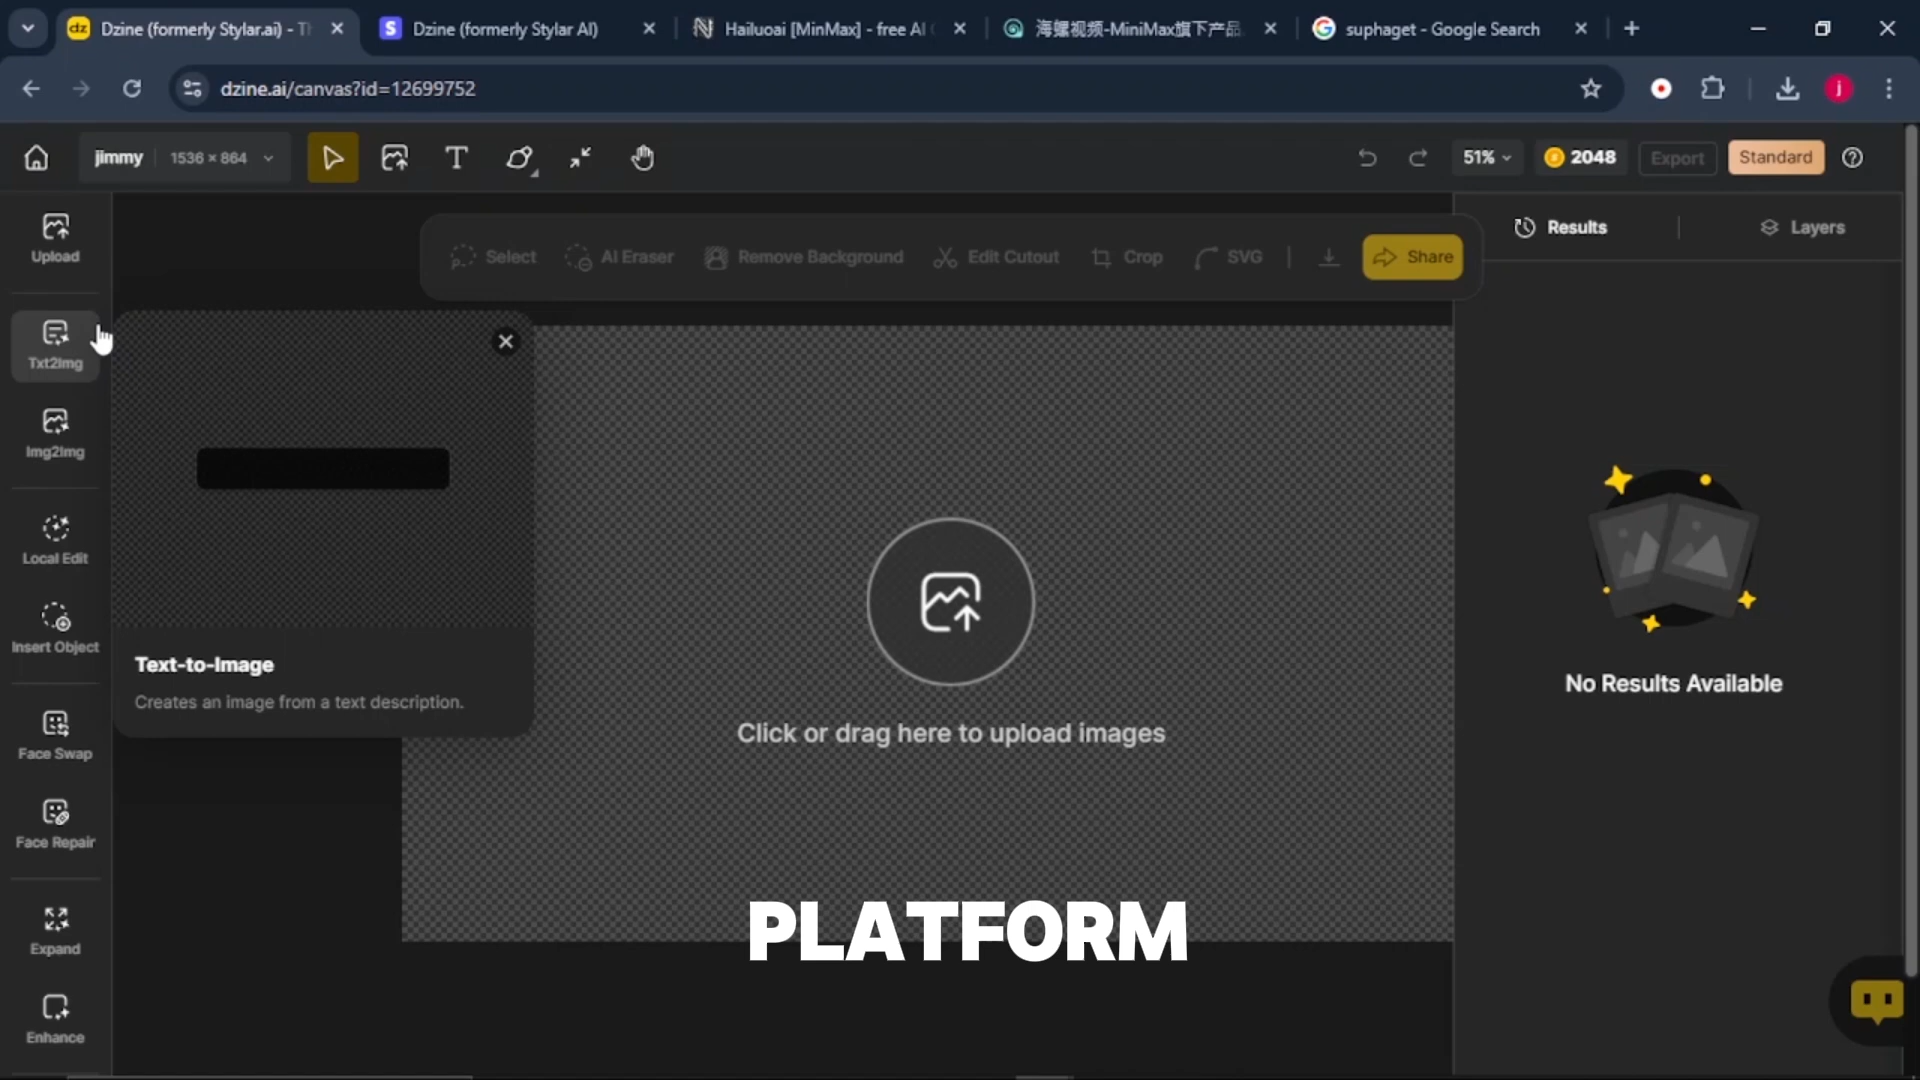 Dzine (formerly Stylar.ai) - Th
Dzine (formerly Stylar AI)
Hailuoai [MinMax] - free AI
海螺视频-MiniMax旗下产品
suphaget - Google Search
dzine.ai/canvas?id=12699752
jimmy
1536 × 864
51%
2048
Export
Standard
Upload
Select
AI Eraser
Remove Background
Edit Cutout
Crop
SVG
Share
Results
Layers
Txt2Img
Img2Img
Local Edit
Insert Object
Face Swap
Face Repair
Expand
Enhance
Text-to-Image
Creates an image from a text description.
Click or drag here to upload images
No Results Available
PLATFORM